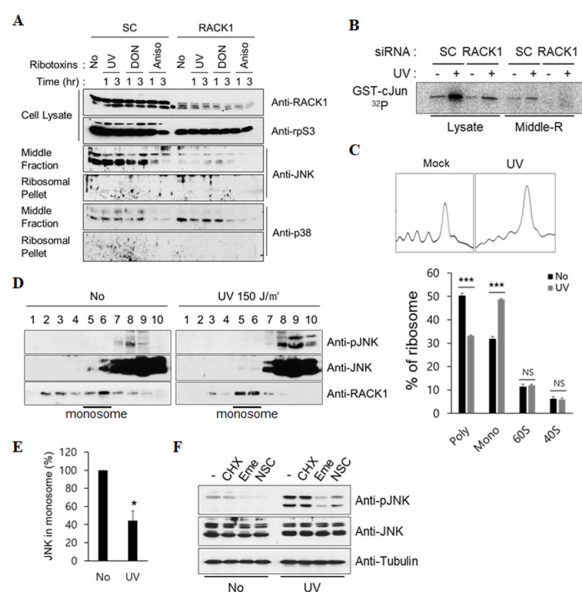 A
SC RACK1
Ribotoxins : No UV DON Aniso No UV DON Aniso
Time (hr) 1 3 1 3 1 3 1 3 1 3 1 3
Cell Lysate
Anti-RACK1
Anti-rpS3
Middle Fraction
Ribosomal Pellet
Anti-JNK
Middle Fraction
Ribosomal Pellet
Anti-p38
B
siRNA SC RACK1 SC RACK1
UV - + - + - + - +
GST-cJun
32P
Lysate Middle-R
C
Mock UV
% of ribosome
60
50
40
30
20
10
0
No
UV
*** *** NS NS
Poly Mono 60S 40S
D
No UV 150 J/㎡
1 2 3 4 5 6 7 8 9 10 1 2 3 4 5 6 7 8 9 10
Anti-pJNK
Anti-JNK
Anti-RACK1
monosome monosome
E
JNK in monosome (%)
120
100
80
60
40
20
0
*
No UV
F
- CHX Eme NSC - CHX Eme NSC
Anti-pJNK
Anti-JNK
Anti-Tubulin
No UV